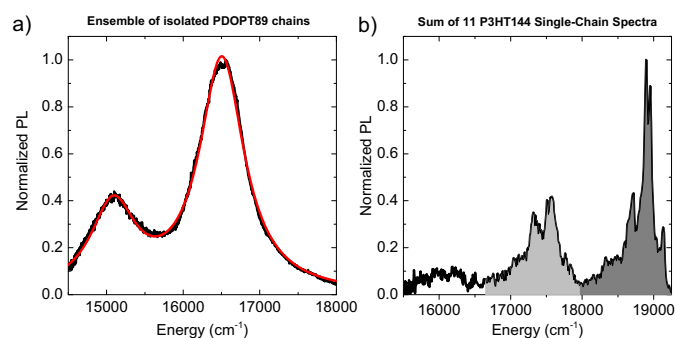 a)
Ensemble of isolated PDOPT89 chains
Normalized PL
1.0
0.8
0.6
0.4
0.2
0.0
15000 16000 17000 18000
Energy (cm⁻¹)
b)
Sum of 11 P3HT144 Single-Chain Spectra
Normalized PL
1.0
0.8
0.6
0.4
0.2
0.0
16000 17000 18000 19000
Energy (cm⁻¹)